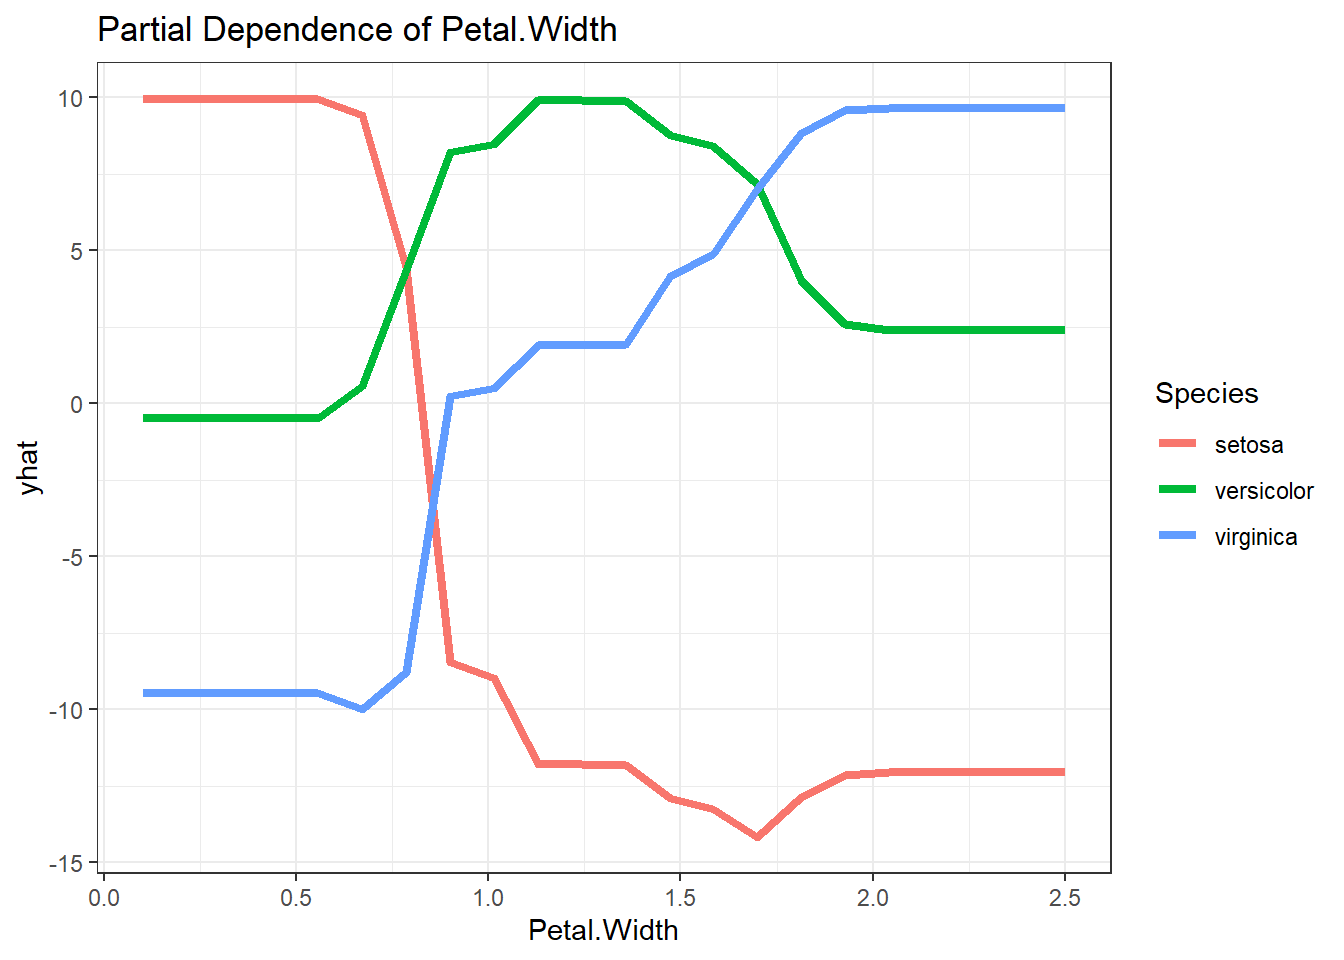 Partial Dependence of Petal.Width
10
5
0
-5
-10
-15
yhat
0.0 0.5 1.0 1.5 2.0 2.5
Petal.Width
Species
setosa
versicolor
virginica